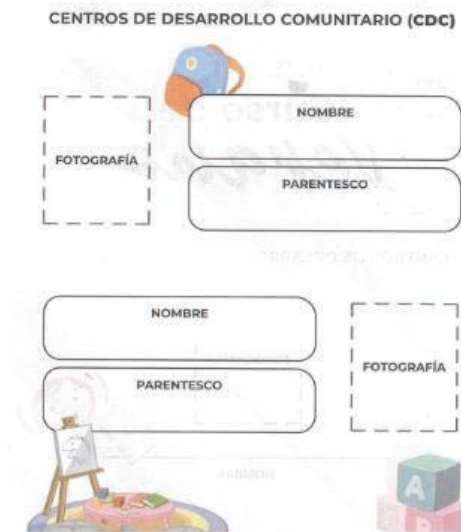 CENTROS DE DESARROLLO COMUNITARIO (CDC)
FOTOGRAFÍA
NOMBRE
PARENTESCO
NOMBRE
PARENTESCO
FOTOGRAFÍA
A